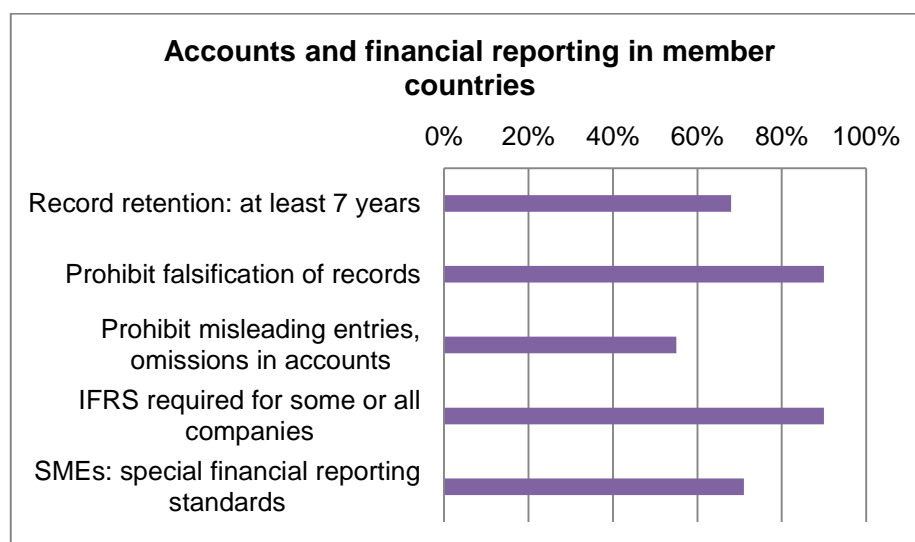 Accounts and financial reporting in member
countries
0% 20% 40% 60% 80% 100%
Record retention: at least 7 years
Prohibit falsification of records
Prohibit misleading entries,
omissions in accounts
IFRS required for some or all
companies
SMEs: special financial reporting
standards